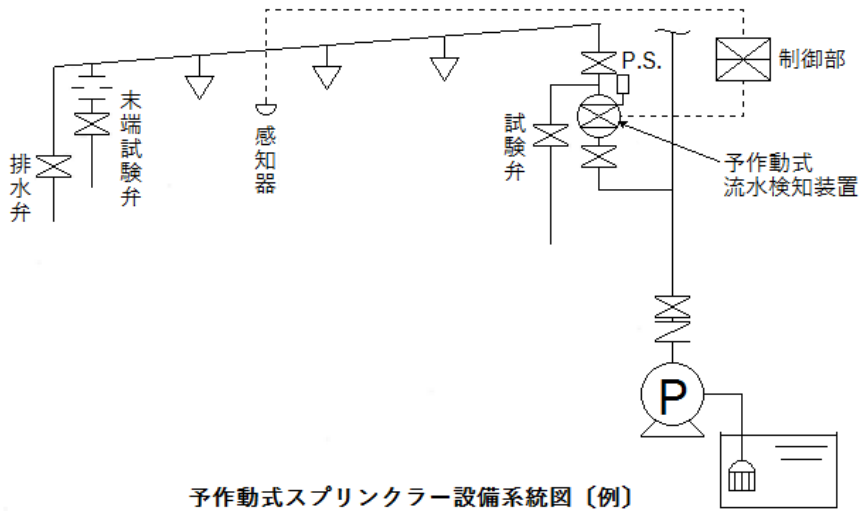 P.S.
制御部
末端試験弁
感知器
試験弁
排水弁
予作動式
流水検知装置
P
予作動式スプリンクラー設備系統図〔例〕